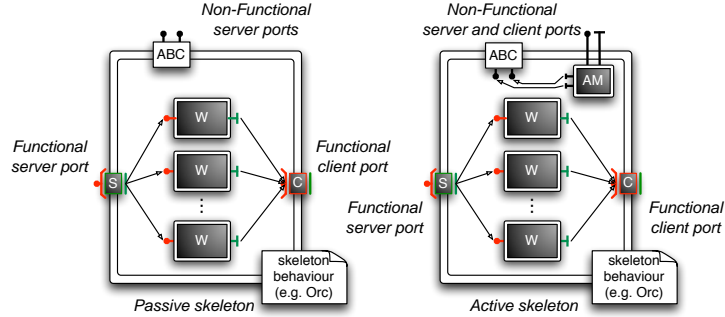 Non-Functional
server ports
ABC
W
Functional
server port
S
W
Functional
client port
C
⋮
W
skeleton
behaviour
(e.g. Orc)
Passive skeleton
Non-Functional
server and client ports
ABC
AM
W
S
W
C
Functional
server port
⋮
W
Functional
client port
skeleton
behaviour
(e.g. Orc)
Active skeleton